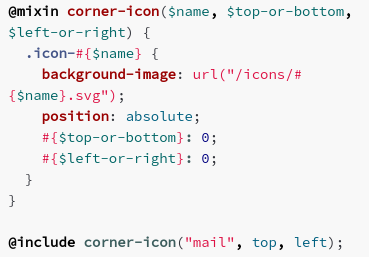 @mixin corner-icon($name, $top-or-bottom,
$left-or-right) {
  .icon-#{$name} {
    background-image: url("/icons/#
{$name}.svg");
    position: absolute;
    #{$top-or-bottom}: 0;
    #{$left-or-right}: 0;
  }
}

@include corner-icon("mail", top, left);